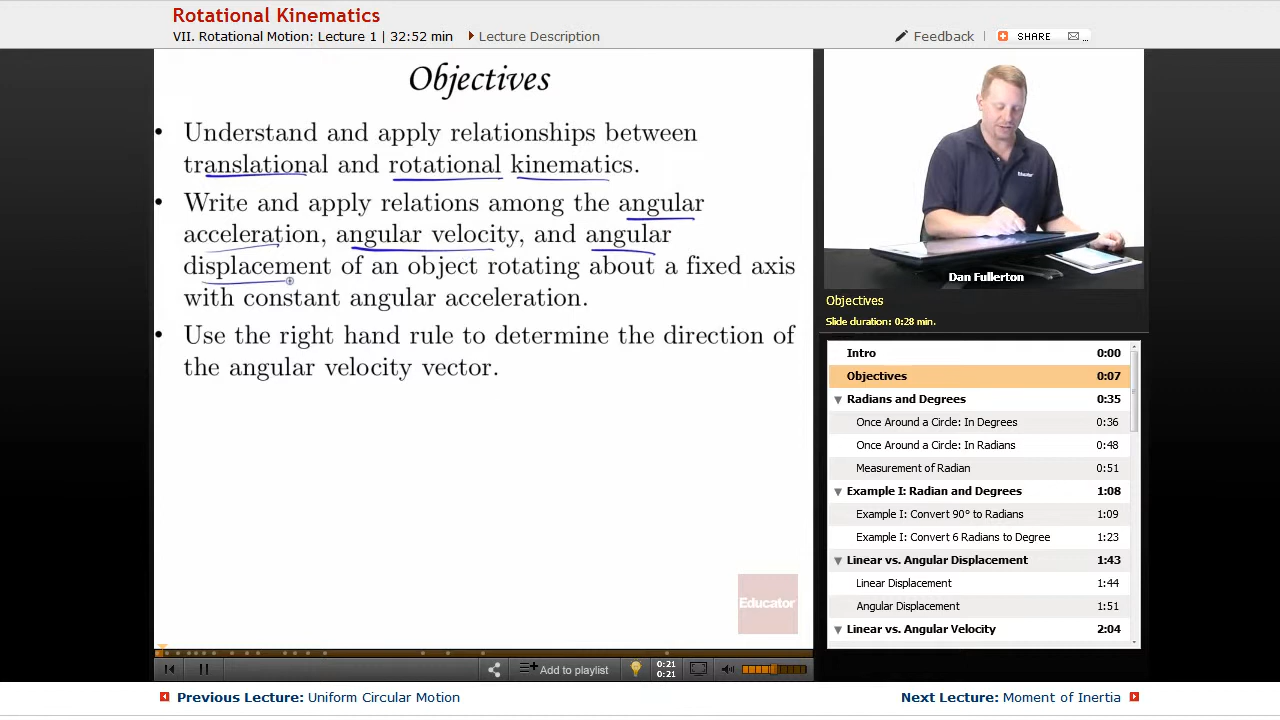 Rotational Kinematics
VII. Rotational Motion: Lecture 1 | 32:52 min
Lecture Description
Feedback
SHARE
...
Objectives
• Understand and apply relationships between
translational and rotational kinematics.
• Write and apply relations among the angular
acceleration, angular velocity, and angular
displacement of an object rotating about a fixed axis
with constant angular acceleration.
• Use the right hand rule to determine the direction of
the angular velocity vector.
Educator
Educator
Dan Fullerton
Objectives
Slide duration: 0:28 min.
Intro 0:00
Objectives 0:07
Radians and Degrees 0:35
Once Around a Circle: In Degrees 0:36
Once Around a Circle: In Radians 0:48
Measurement of Radian 0:51
Example I: Radian and Degrees 1:08
Example I: Convert 90° to Radians 1:09
Example I: Convert 6 Radians to Degree 1:23
Linear vs. Angular Displacement 1:43
Linear Displacement 1:44
Angular Displacement 1:51
Linear vs. Angular Velocity 2:04
Add to playlist
0:21
0:21
Previous Lecture: Uniform Circular Motion
Next Lecture: Moment of Inertia